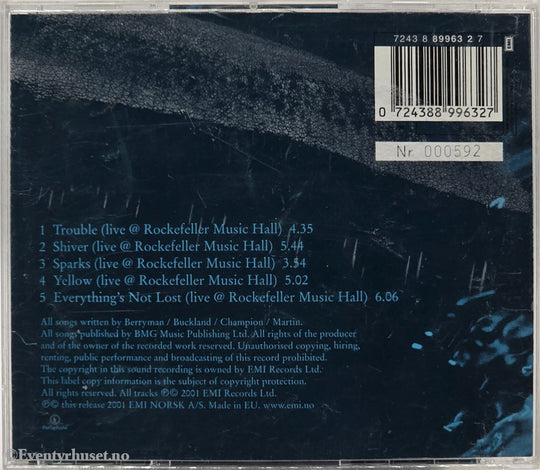 7243 8 89963 2 7
EMI
0 724388 996327
Nr. 000592
1 Trouble (live @ Rockefeller Music Hall) 4.35
2 Shiver (live @ Rockefeller Music Hall) 5.44
3 Sparks (live @ Rockefeller Music Hall) 3.54
4 Yellow (live @ Rockefeller Music Hall) 5.02
5 Everything's Not Lost (live @ Rockefeller Music Hall) 6.06
All songs written by Berryman / Buckland / Champion / Martin.
All songs published by BMG Music Publishing Ltd. All rights of the producer
and of the owner of the recorded work reserved. Unauthorised copying, hiring,
renting, public performance and broadcasting of this record prohibited.
The copyright in this sound recording is owned by EMI Records Ltd.
This label copy information is the subject of copyright protection.
All rights reserved. All tracks ℗© 2001 EMI Records Ltd.
℗© this release 2001 EMI NORSK A/S. Made in EU. www.emi.no
Parlophone
©Eventyrhuset.no